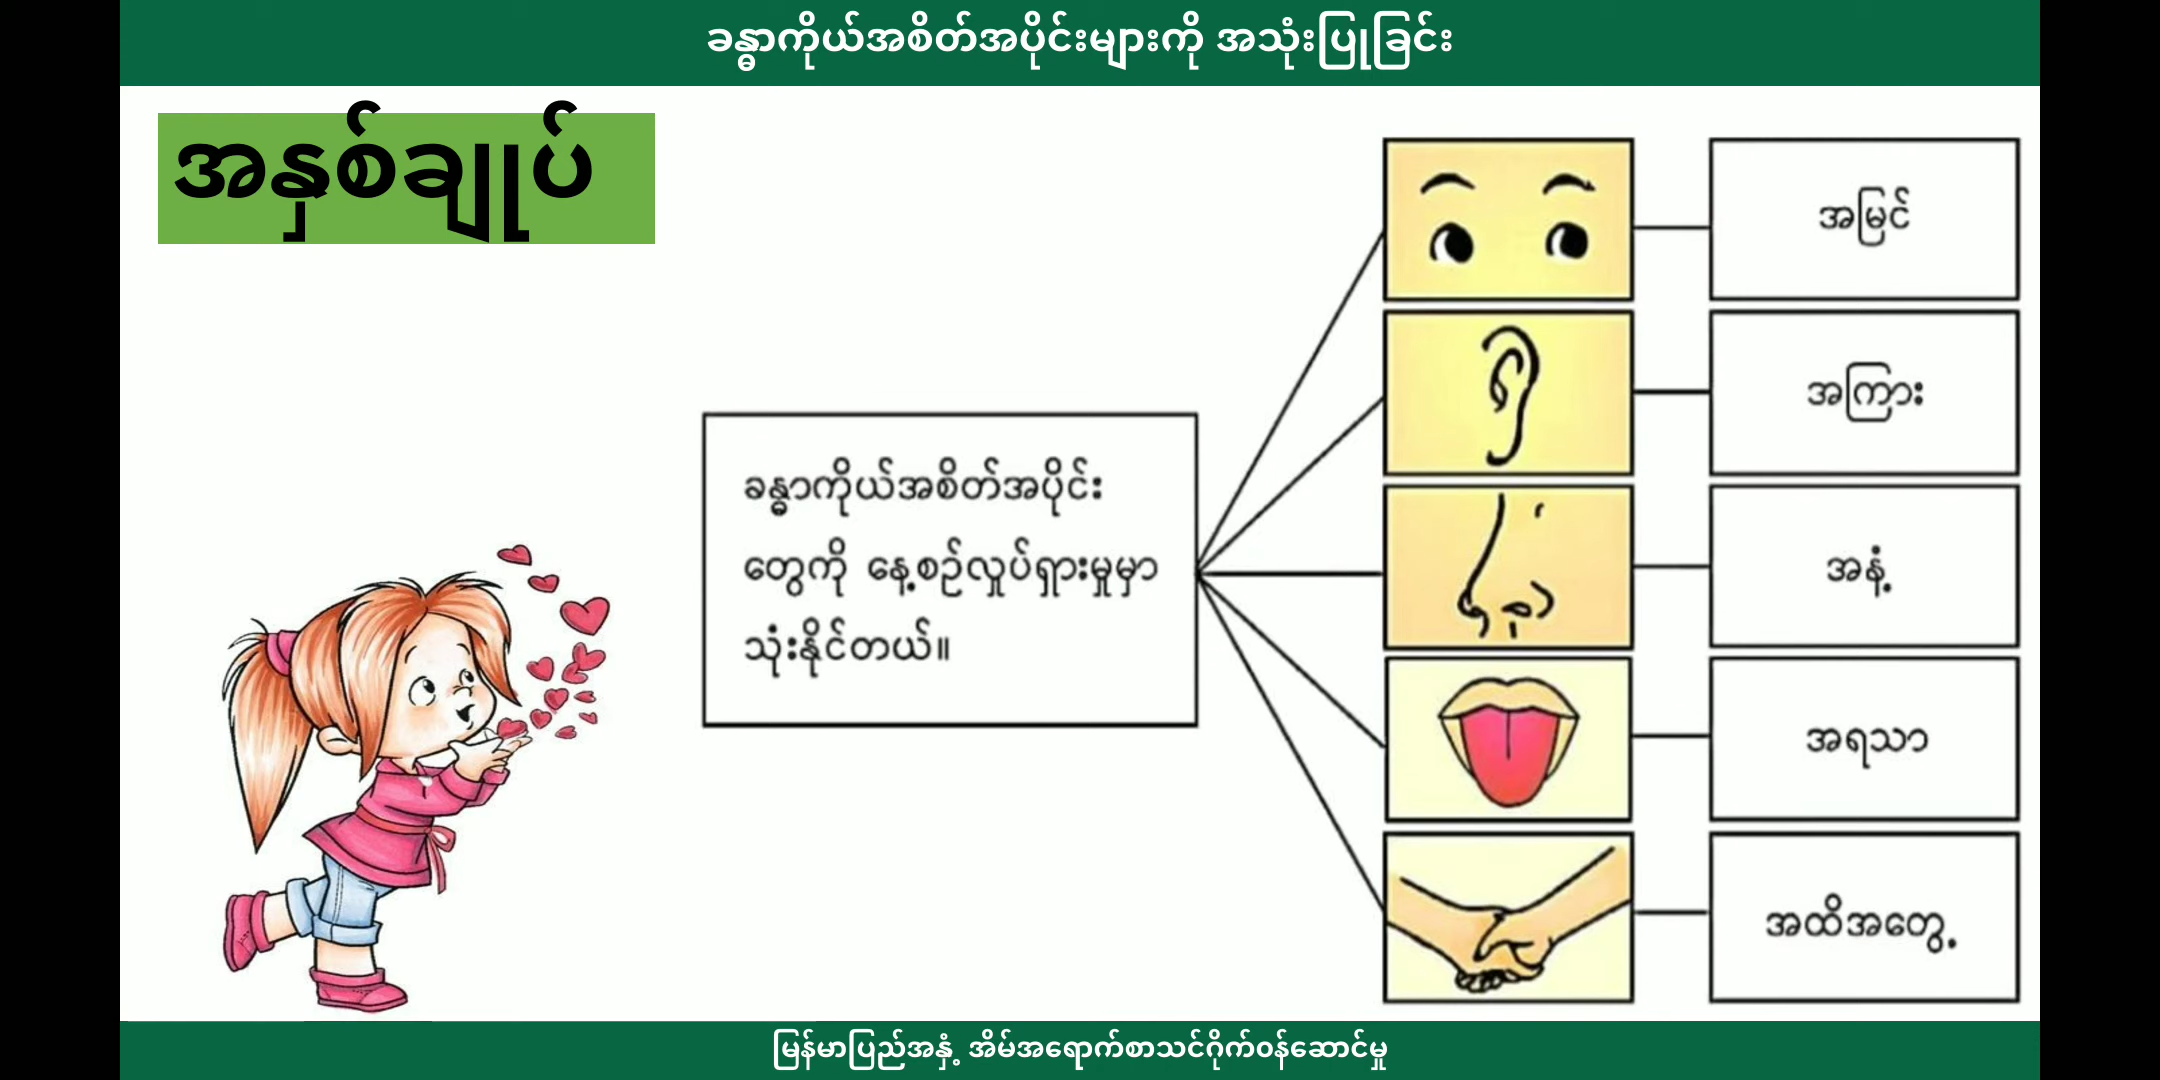 ခန္ဓာကိုယ်အစိတ်အပိုင်းများကို အသုံးပြုခြင်း
အနှစ်ချုပ်
ခန္ဓာကိုယ်အစိတ်အပိုင်း
တွေကို နေ့စဉ်လှုပ်ရှားမှုမှာ
သုံးနိုင်တယ်။
အမြင်
အကြား
အနံ့
အရသာ
အထိအတွေ့
မြန်မာပြည်အနှံ့ အိမ်အရောက်စာသင်ဂိုက်ဝန်ဆောင်မှု